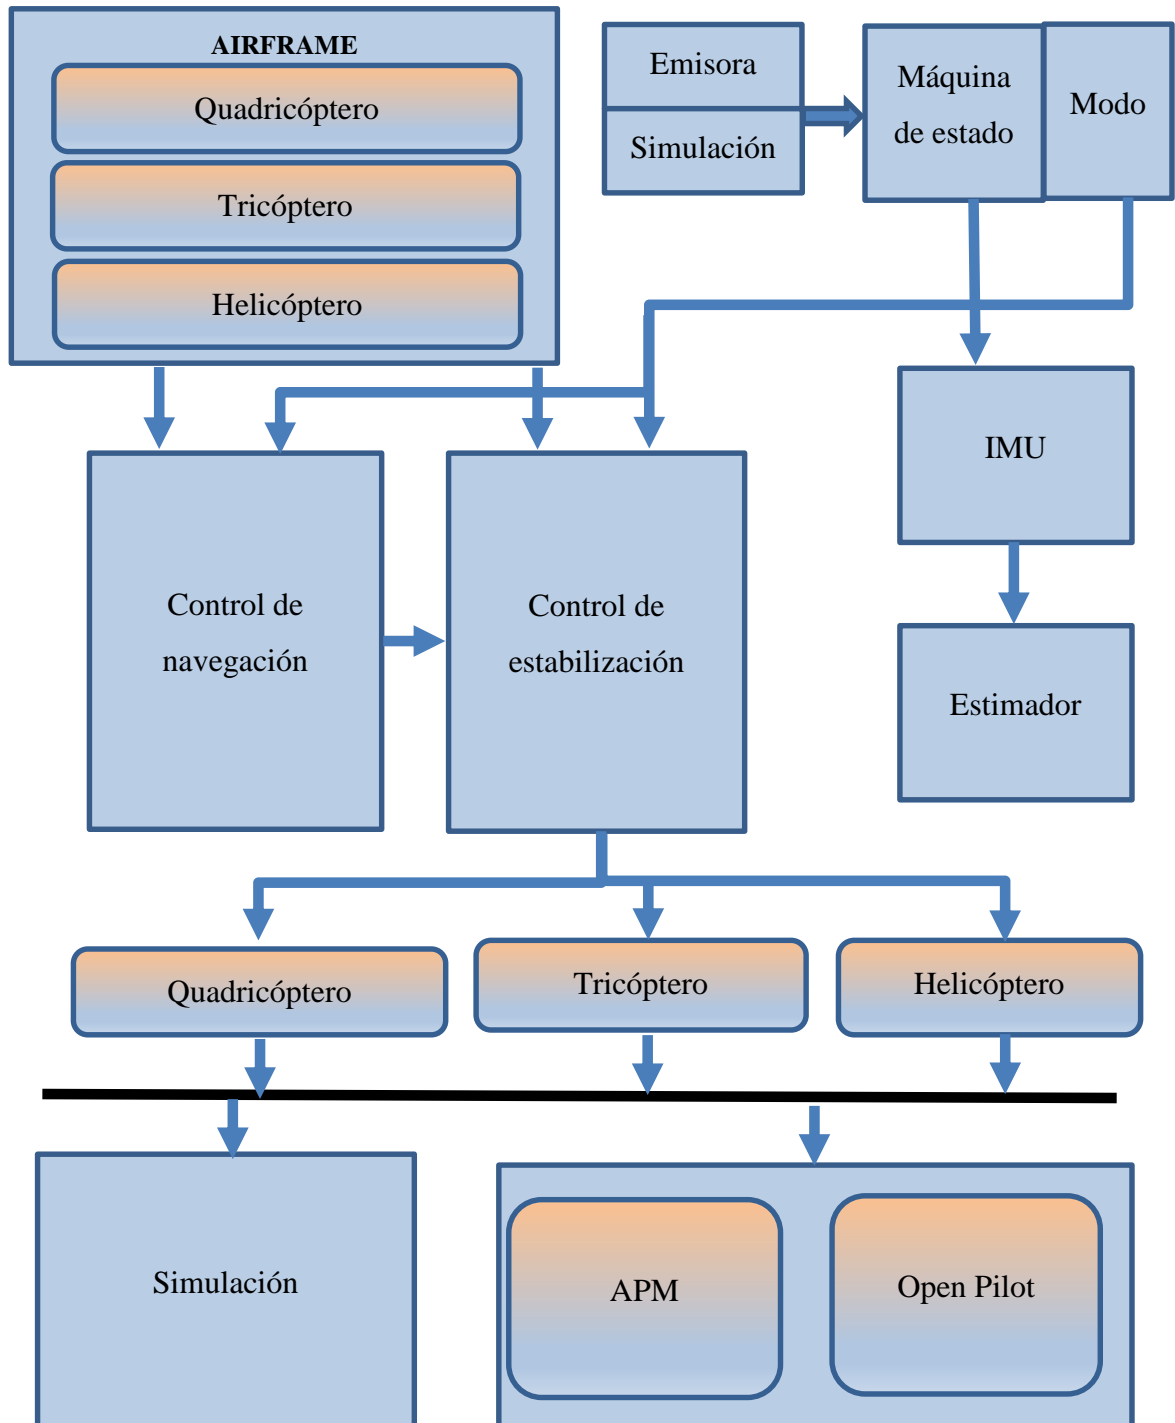 AIRFRAME
Quadricóptero
Tricóptero
Helicóptero
Emisora
Simulación
Máquina
de estado
Modo
IMU
Control de
navegación
Control de
estabilización
Estimador
Quadricóptero
Tricóptero
Helicóptero
Simulación
APM
Open Pilot